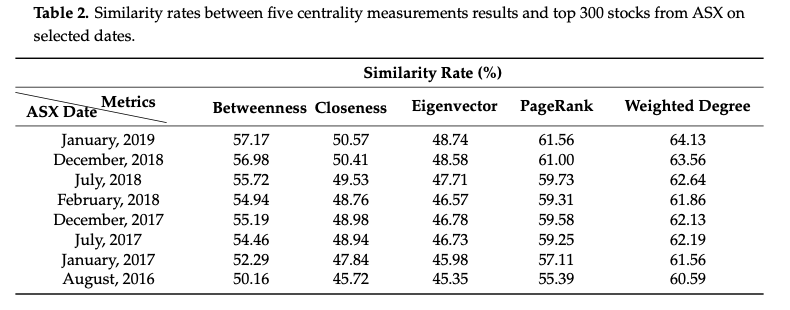 Table 2. Similarity rates between five centrality measurements results and top 300 stocks from ASX on
selected dates.
Similarity Rate (%)
ASX Date Metrics Betweenness Closeness Eigenvector PageRank Weighted Degree
January, 2019 57.17 50.57 48.74 61.56 64.13
December, 2018 56.98 50.41 48.58 61.00 63.56
July, 2018 55.72 49.53 47.71 59.73 62.64
February, 2018 54.94 48.76 46.57 59.31 61.86
December, 2017 55.19 48.98 46.78 59.58 62.13
July, 2017 54.46 48.94 46.73 59.25 62.19
January, 2017 52.29 47.84 45.98 57.11 61.56
August, 2016 50.16 45.72 45.35 55.39 60.59